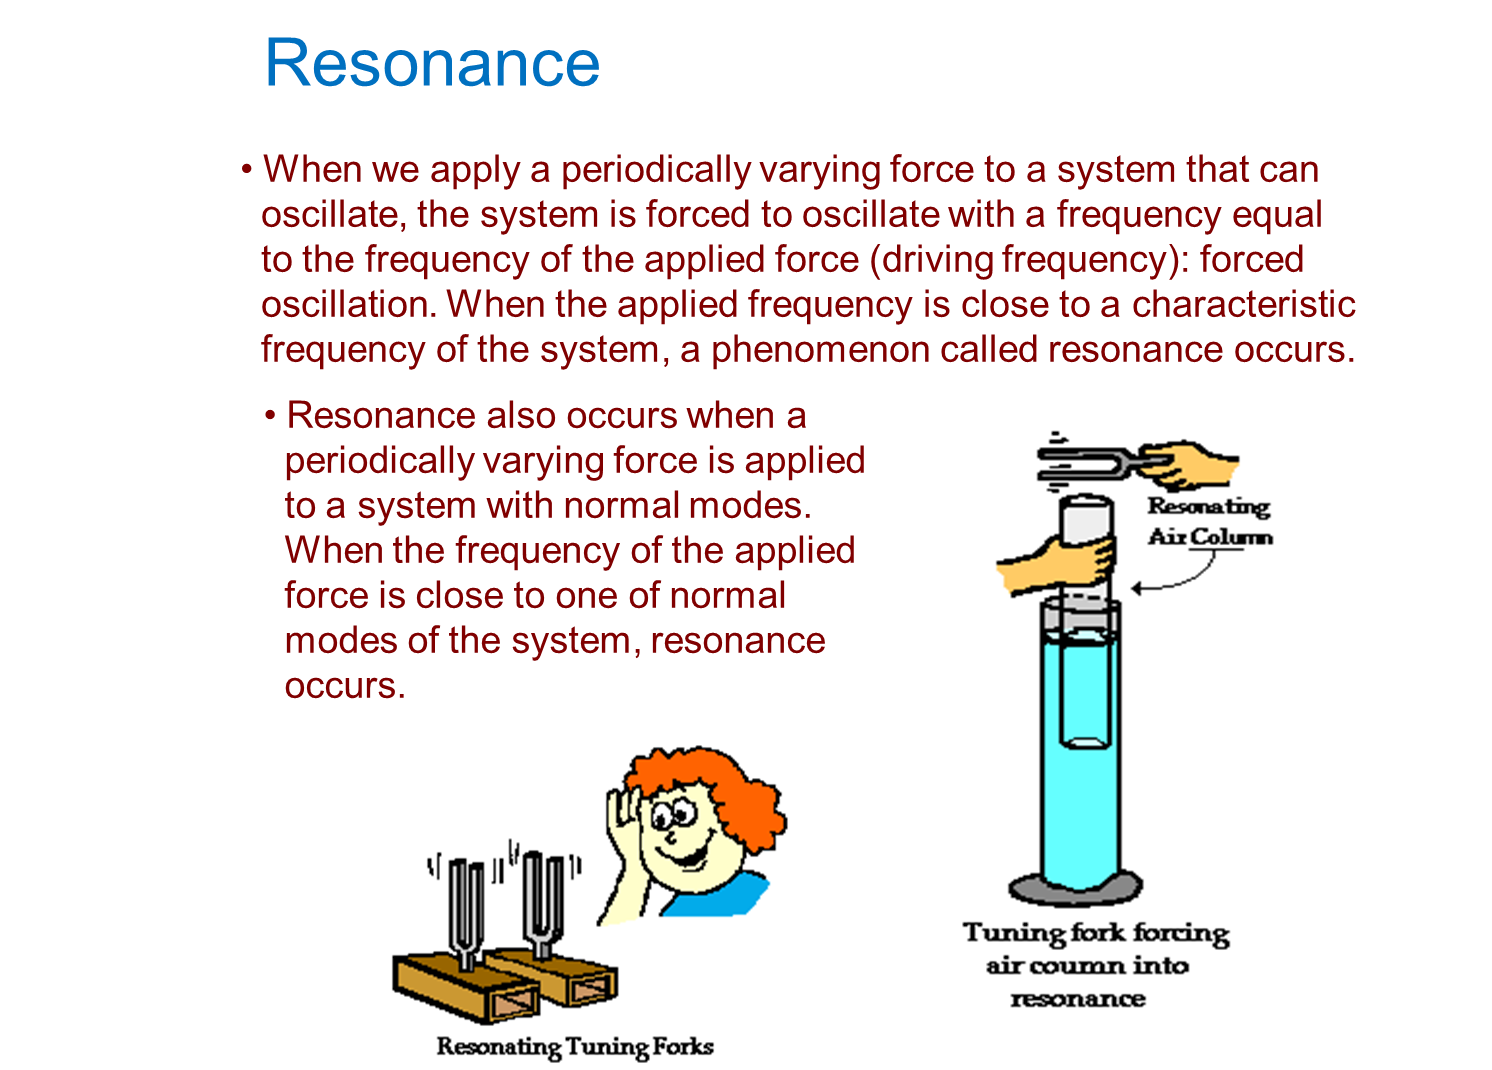 Resonance
• When we apply a periodically varying force to a system that can
oscillate, the system is forced to oscillate with a frequency equal
to the frequency of the applied force (driving frequency): forced
oscillation. When the applied frequency is close to a characteristic
frequency of the system, a phenomenon called resonance occurs.
• Resonance also occurs when a
periodically varying force is applied
to a system with normal modes.
When the frequency of the applied
force is close to one of normal
modes of the system, resonance
occurs.
Resonating
Air Column
Tuning fork forcing
air coumn into
resonance
Resonating Tuning Forks